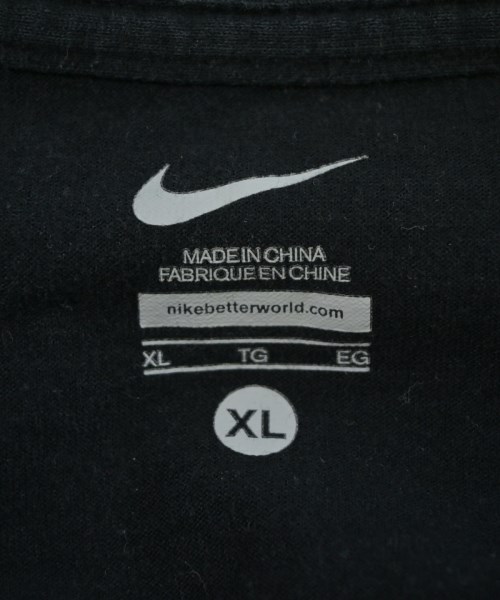 MADE IN CHINA
FABRIQUE EN CHINE
nikebetterworld.com
XL TG EG
XL